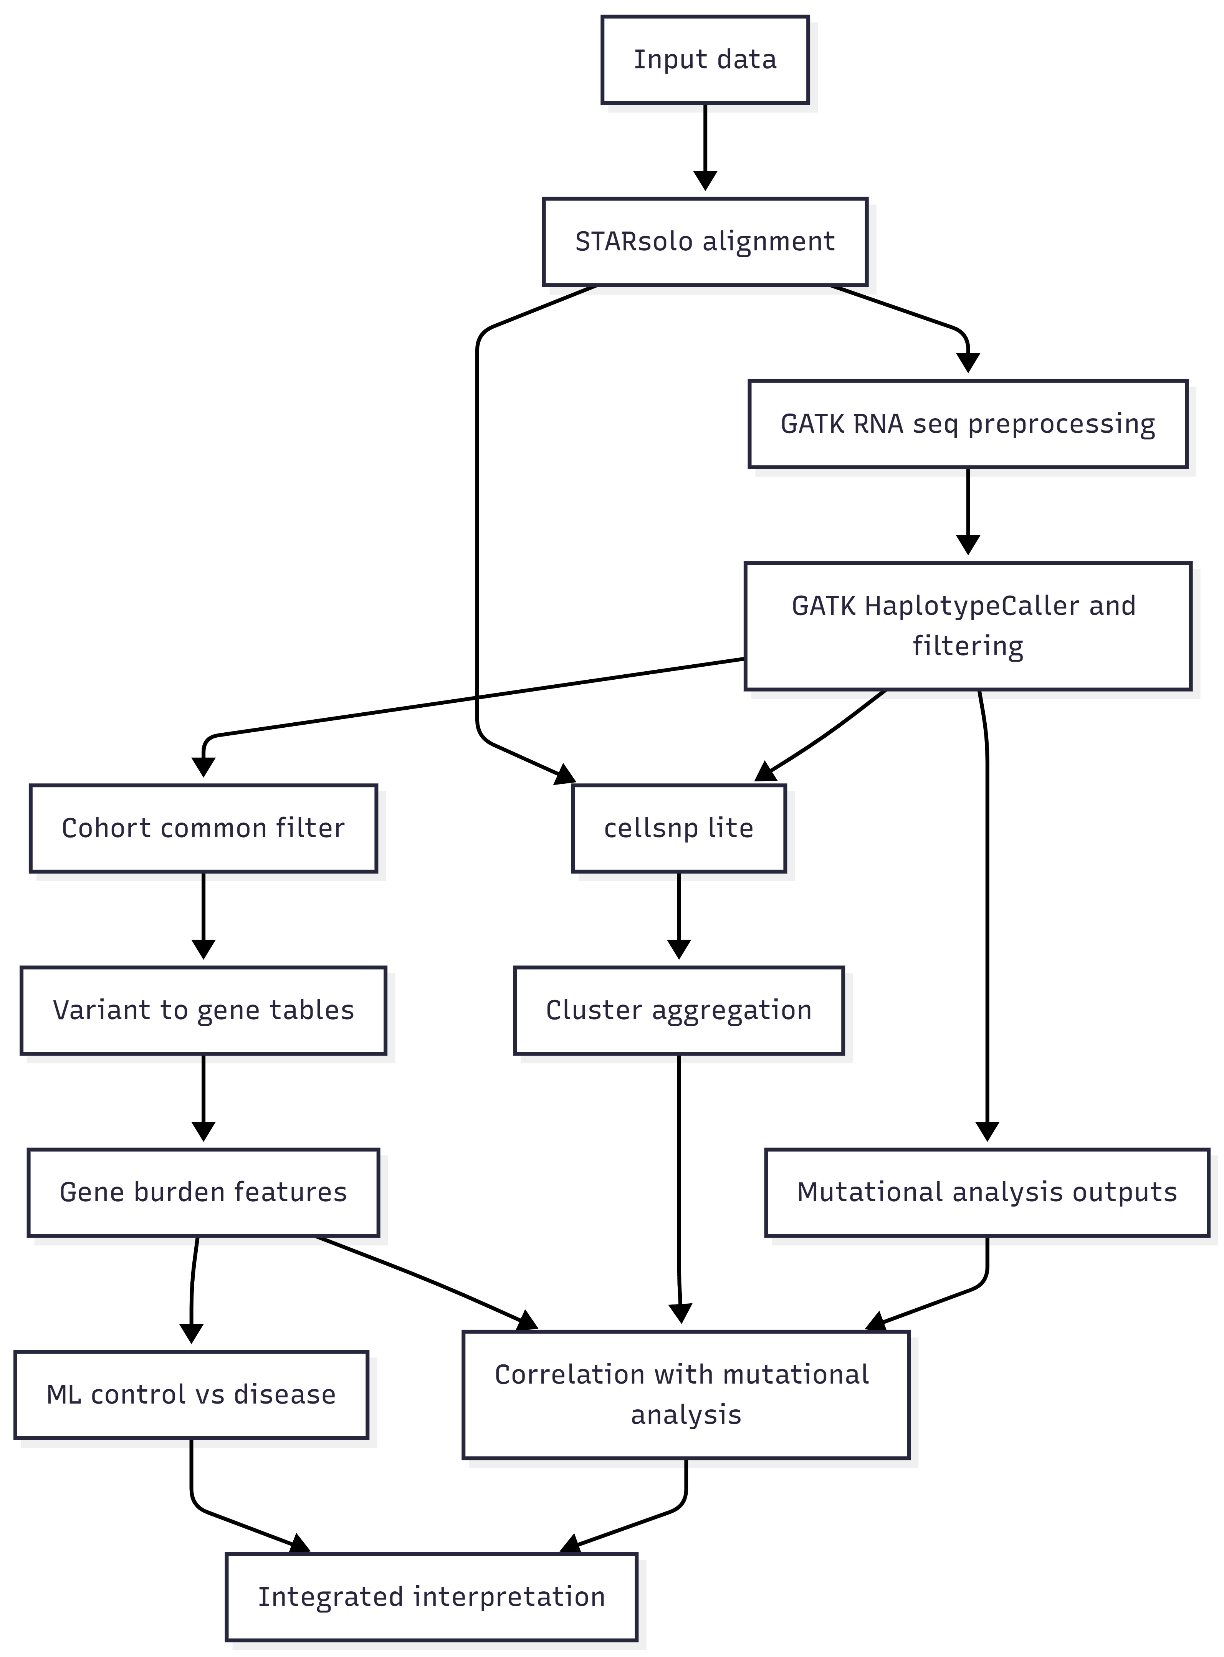 Input data
STARsolo alignment
GATK RNA seq preprocessing
GATK HaplotypeCaller and
filtering
Cohort common filter
cellsnp lite
Variant to gene tables
Cluster aggregation
Gene burden features
Mutational analysis outputs
ML control vs disease
Correlation with mutational
analysis
Integrated interpretation